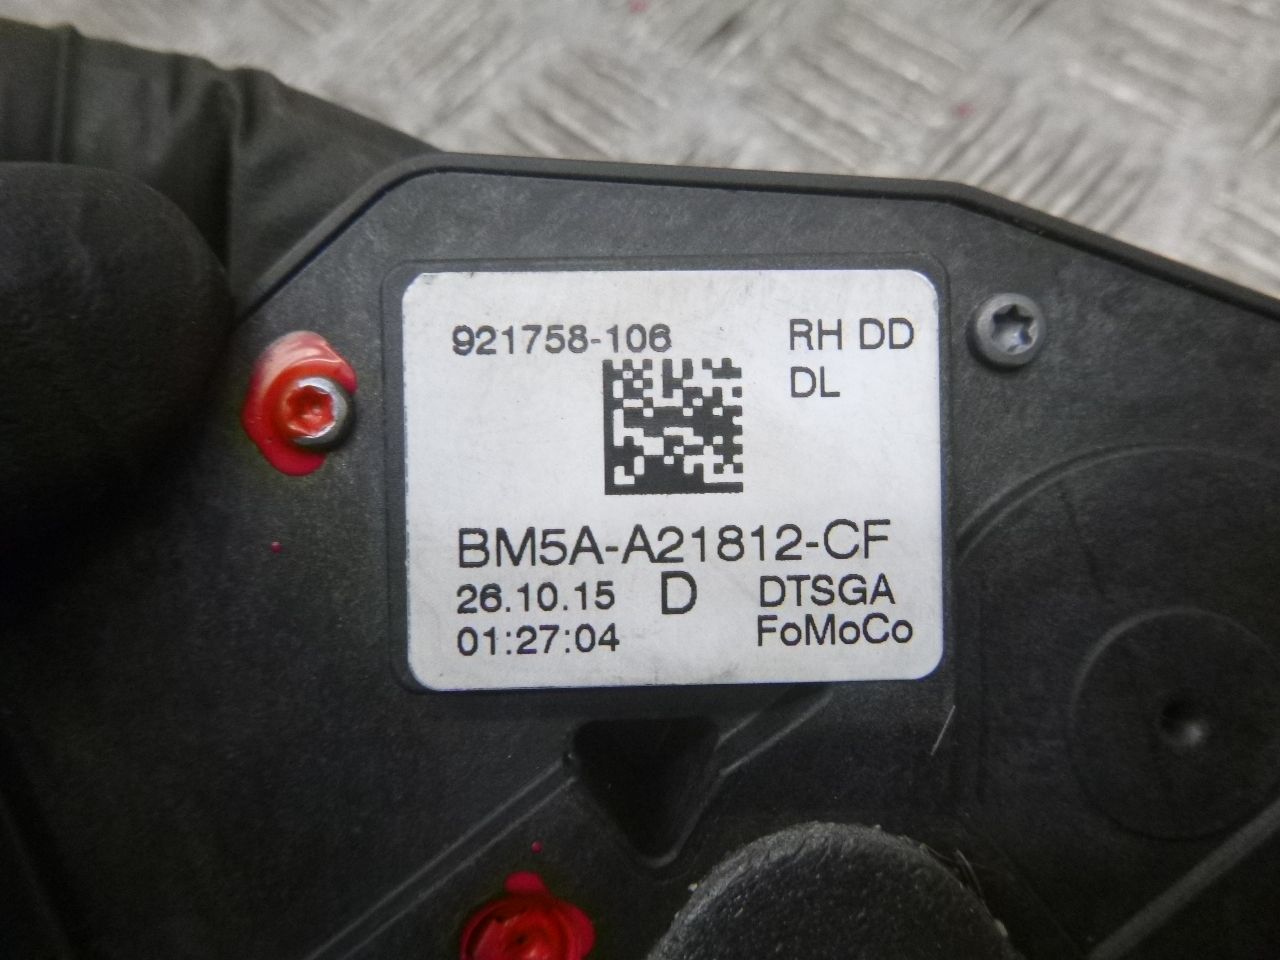 921758-106 RH DD
DL
BM5A-A21812-CF
26.10.15 D DTSGA
01:27:04 FoMoCo